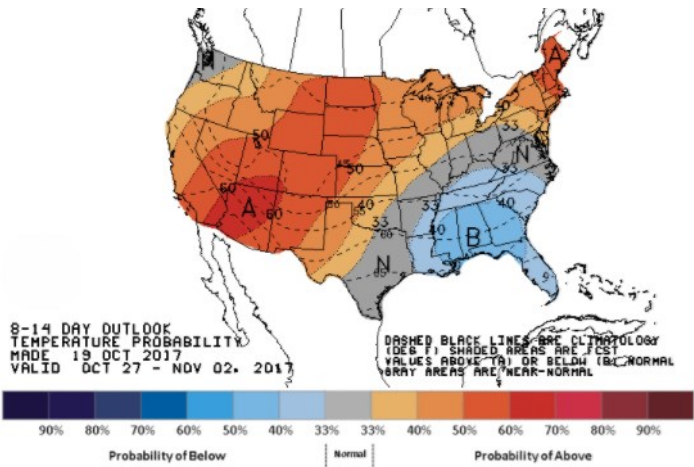 N
A
40
33
N
50
33
60
50
A
60
40
33
60
33
40
40
B
N
8-14 DAY OUTLOOK
TEMPERATURE PROBABILITY
MADE 19 OCT 2017
VALID OCT 27 - NOV 02, 2017
DASHED BLACK LINES ARE CLIMATOLOGY
(DEG F) SHADED AREAS ARE FCST
VALUES ABOVE (A) OR BELOW (B) NORMAL
GRAY AREAS ARE NEAR-NORMAL
90% 80% 70% 60% 50% 40% 33% 33% 40% 50% 60% 70% 80% 90%
Probability of Below Normal Probability of Above